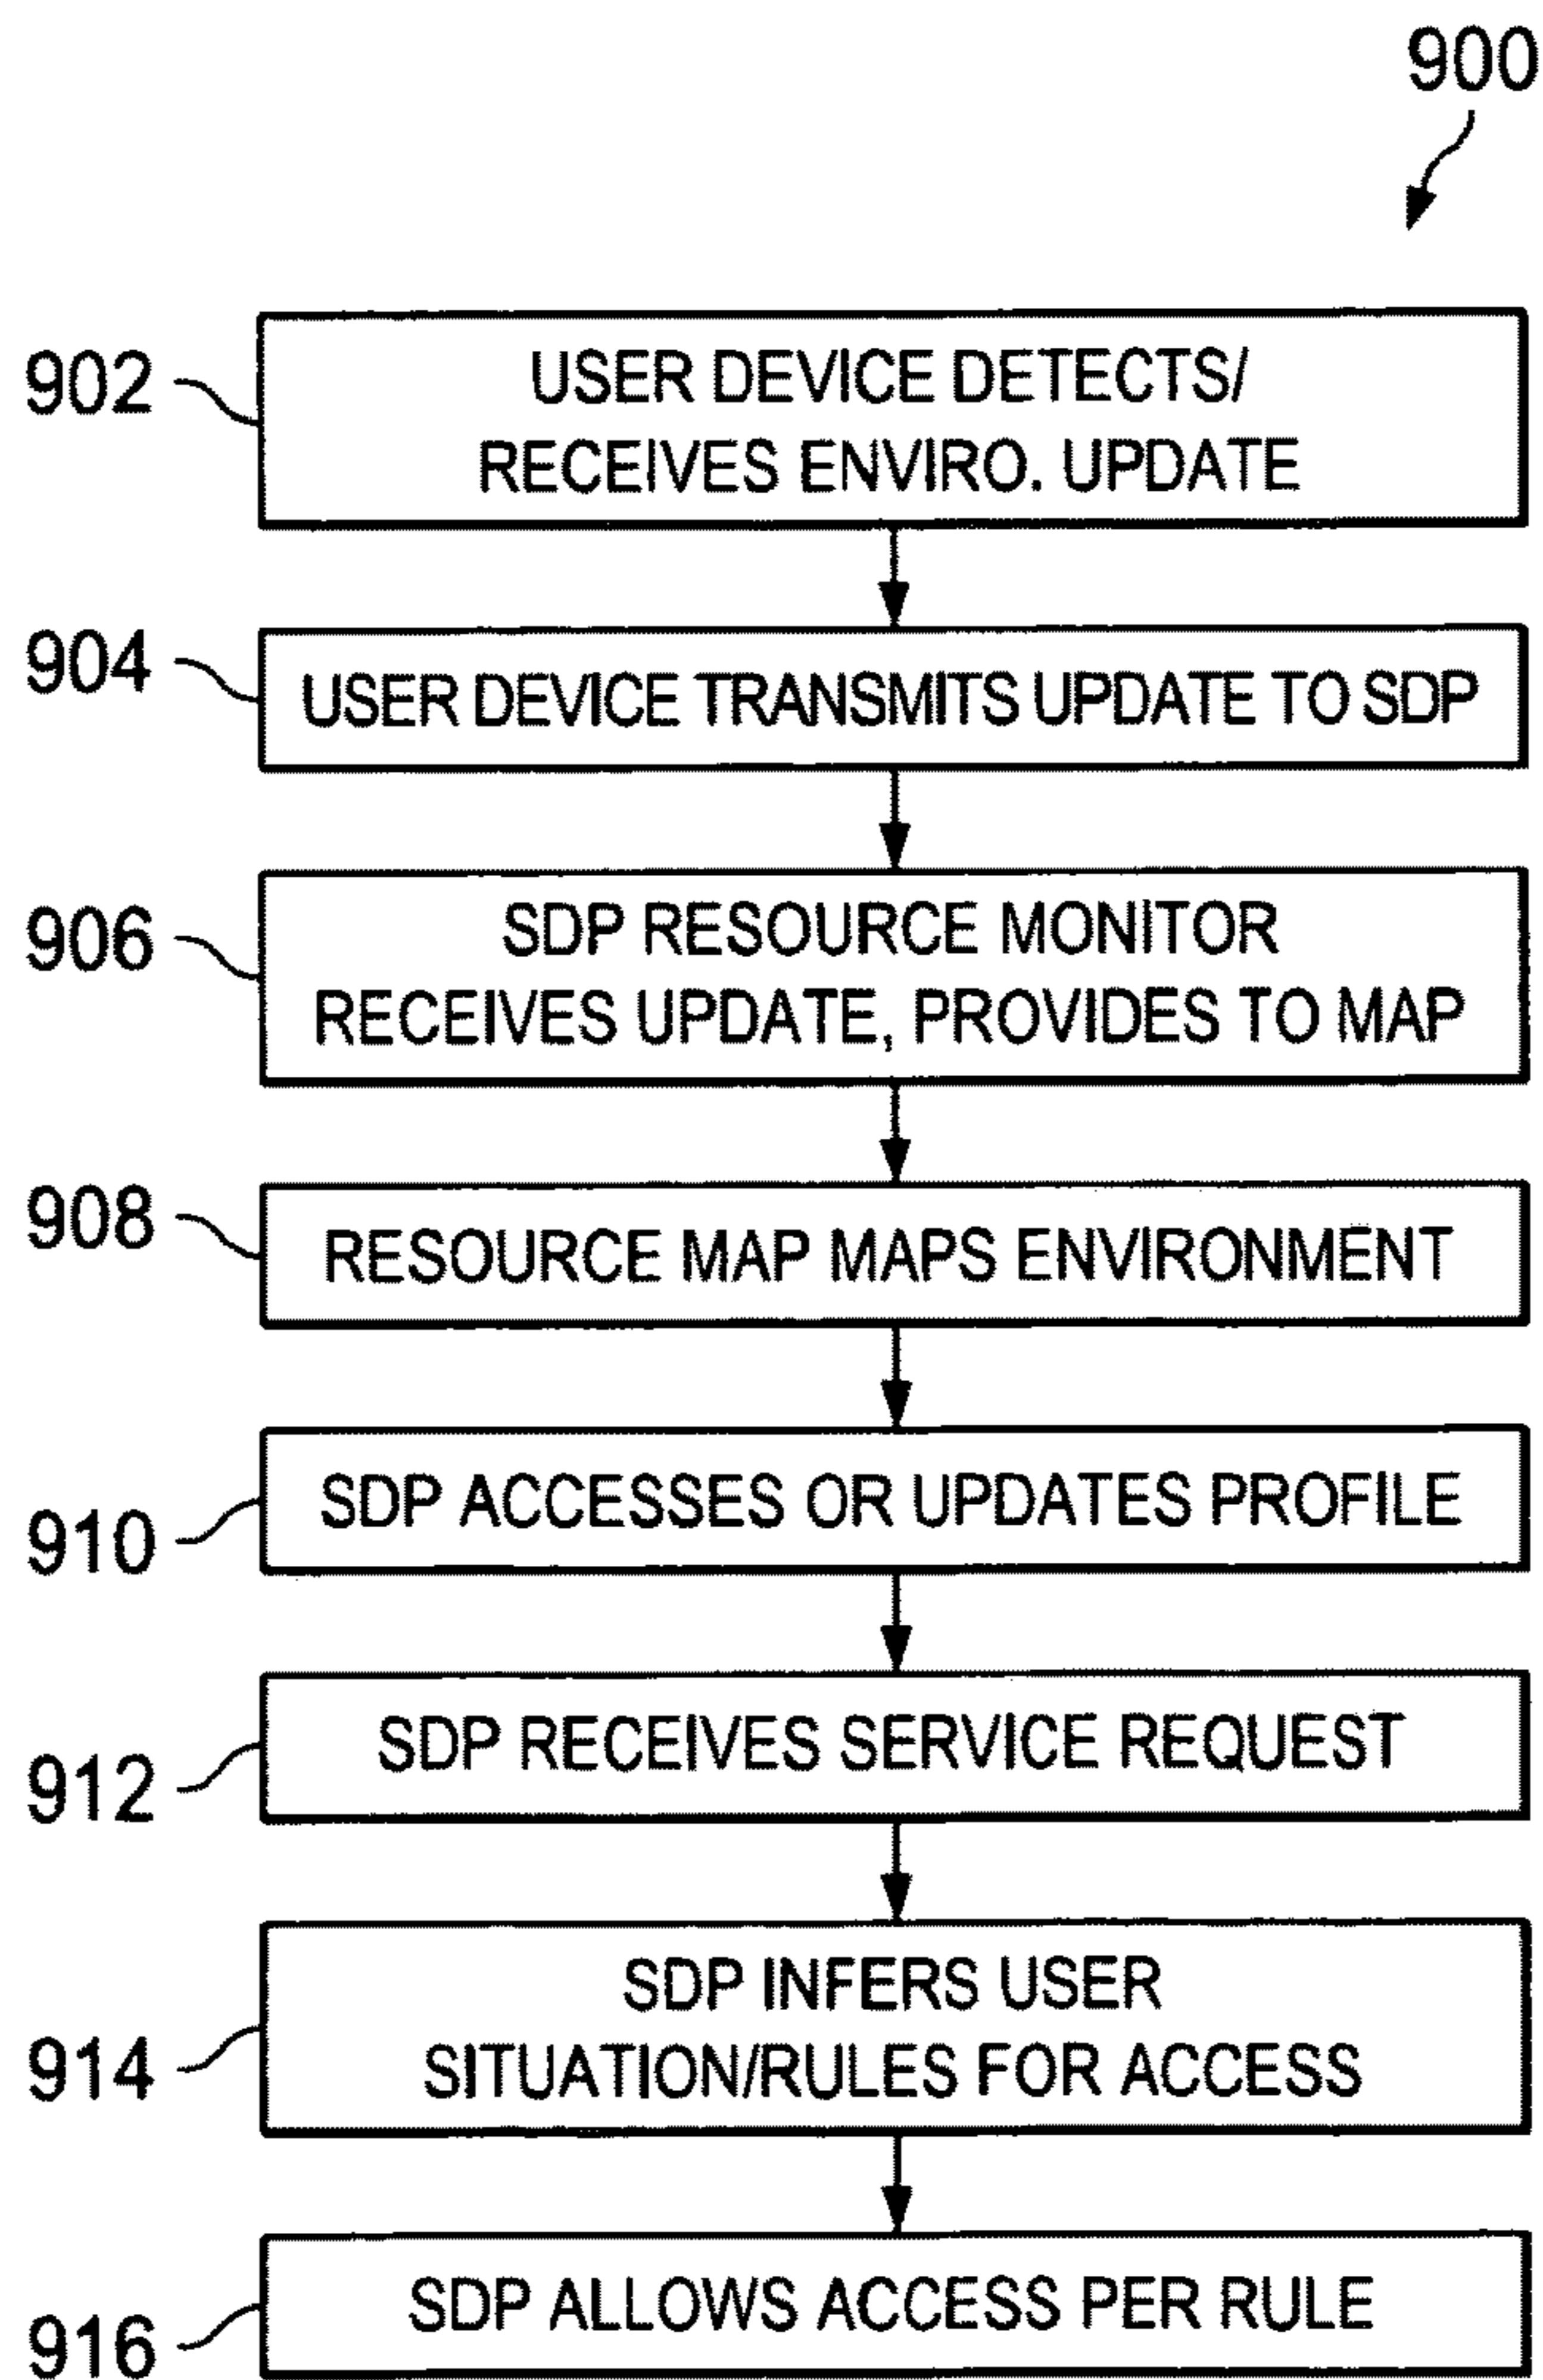 900
902
USER DEVICE DETECTS/
RECEIVES ENVIRO. UPDATE
904
USER DEVICE TRANSMITS UPDATE TO SDP
906
SDP RESOURCE MONITOR
RECEIVES UPDATE, PROVIDES TO MAP
908
RESOURCE MAP MAPS ENVIRONMENT
910
SDP ACCESSES OR UPDATES PROFILE
912
SDP RECEIVES SERVICE REQUEST
914
SDP INFERS USER
SITUATION/RULES FOR ACCESS
916
SDP ALLOWS ACCESS PER RULE